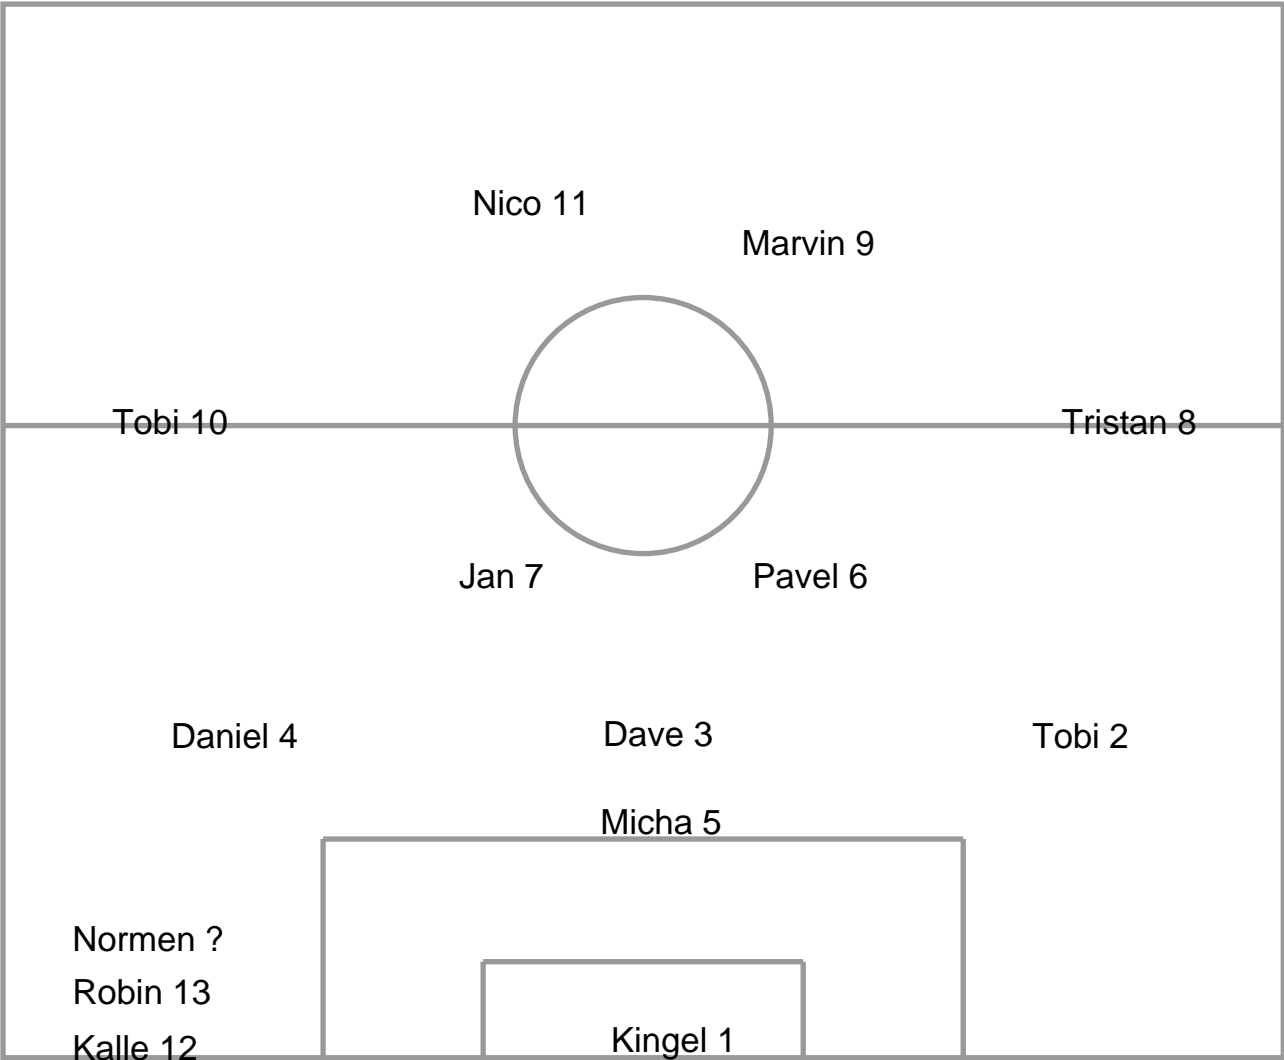 Nico 11
Marvin 9
Tobi 10
Tristan 8
Jan 7
Pavel 6
Daniel 4
Dave 3
Tobi 2
Micha 5
Normen ?
Robin 13
Kalle 12
Kingel 1